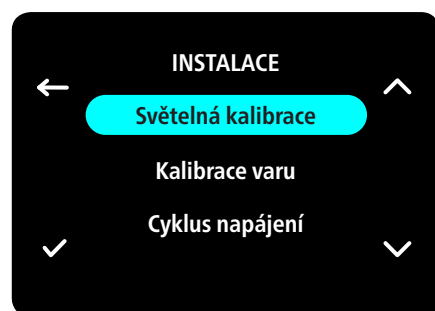 INSTALACE
Světelná kalibrace
Kalibrace varu
Cyklus napájení